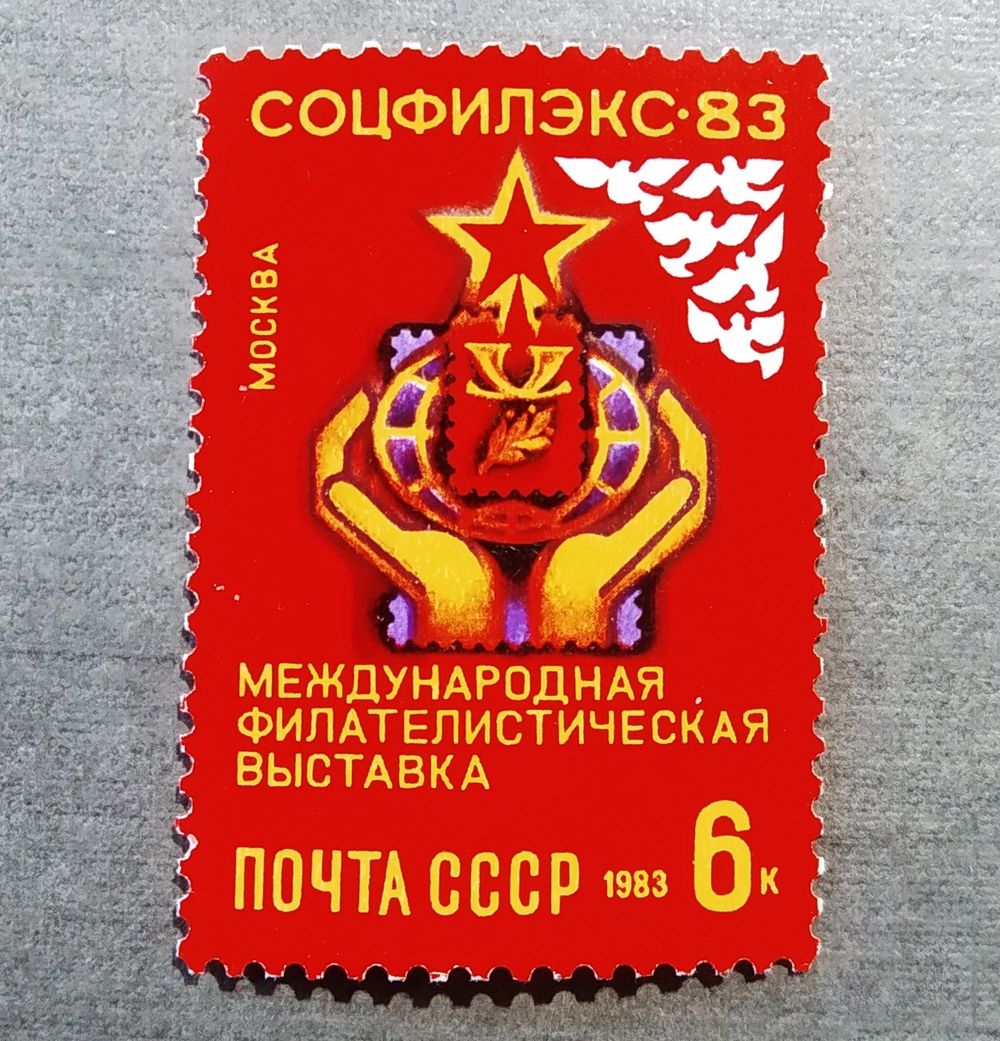 СОЦФИЛЭКС·83
МОСКВА
МЕЖДУНАРОДНАЯ
ФИЛАТЕЛИСТИЧЕСКАЯ
ВЫСТАВКА
ПОЧТА СССР 1983 6к